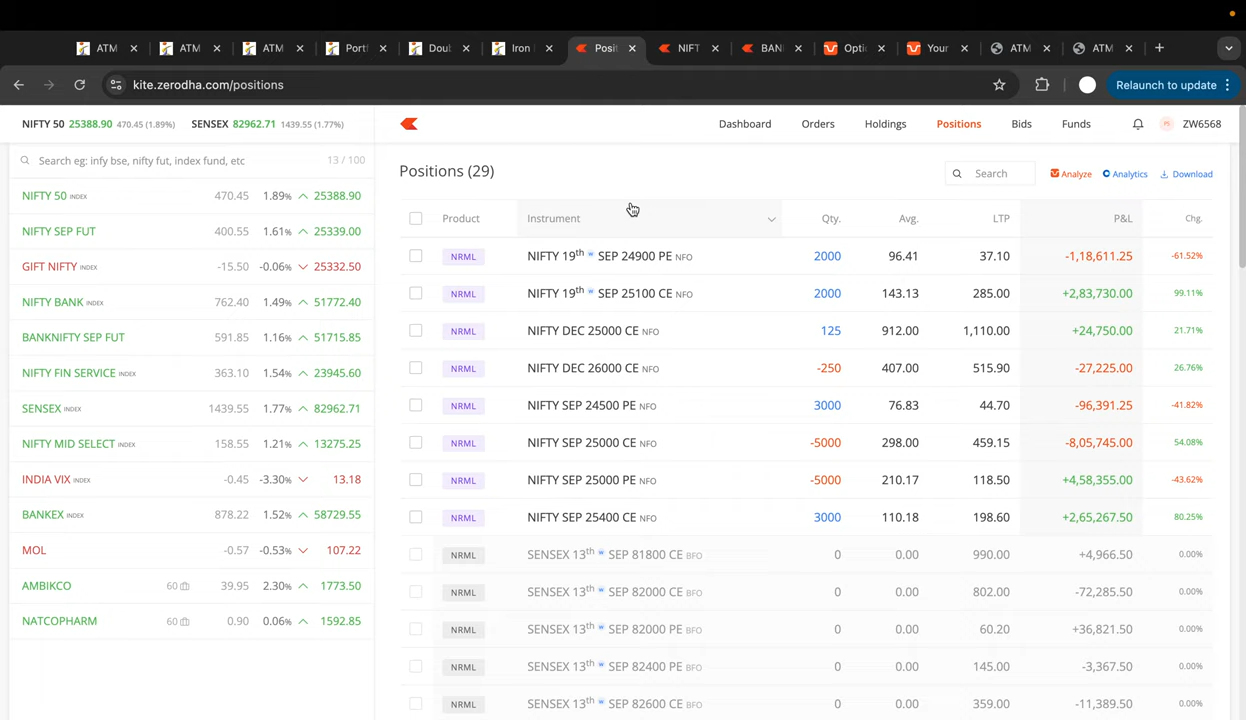 ATM ATM ATM Port Doul Iron Posit NIFT BANI Opti Your ATM ATM
kite.zerodha.com/positions Relaunch to update
NIFTY 50 25388.90 470.45 (1.89%) SENSEX 82962.71 1439.55 (1.77%)
Dashboard Orders Holdings Positions Bids Funds PS ZW6568
Search eg: infy bse, nifty fut, index fund, etc 13 / 100
NIFTY 50 INDEX 470.45 1.89% 25388.90
NIFTY SEP FUT 400.55 1.61% 25339.00
GIFT NIFTY INDEX -15.50 -0.06% 25332.50
NIFTY BANK INDEX 762.40 1.49% 51772.40
BANKNIFTY SEP FUT 591.85 1.16% 51715.85
NIFTY FIN SERVICE INDEX 363.10 1.54% 23945.60
SENSEX INDEX 1439.55 1.77% 82962.71
NIFTY MID SELECT INDEX 158.55 1.21% 13275.25
INDIA VIX INDEX -0.45 -3.30% 13.18
BANKEX INDEX 878.22 1.52% 58729.55
MOL -0.57 -0.53% 107.22
AMBIKCO 60 39.95 2.30% 1773.50
NATCOPHARM 60 0.90 0.06% 1592.85
Positions (29) Search Analyze Analytics Download
Product Instrument Qty. Avg. LTP P&L Chg.
NRML NIFTY 19th w SEP 24900 PE NFO 2000 96.41 37.10 -1,18,611.25 -61.52%
NRML NIFTY 19th w SEP 25100 CE NFO 2000 143.13 285.00 +2,83,730.00 99.11%
NRML NIFTY DEC 25000 CE NFO 125 912.00 1,110.00 +24,750.00 21.71%
NRML NIFTY DEC 26000 CE NFO -250 407.00 515.90 -27,225.00 26.76%
NRML NIFTY SEP 24500 PE NFO 3000 76.83 44.70 -96,391.25 -41.82%
NRML NIFTY SEP 25000 CE NFO -5000 298.00 459.15 -8,05,745.00 54.08%
NRML NIFTY SEP 25000 PE NFO -5000 210.17 118.50 +4,58,355.00 -43.62%
NRML NIFTY SEP 25400 CE NFO 3000 110.18 198.60 +2,65,267.50 80.25%
NRML SENSEX 13th w SEP 81800 CE BFO 0 0.00 990.00 +4,966.50 0.00%
NRML SENSEX 13th w SEP 82000 CE BFO 0 0.00 802.00 -72,285.50 0.00%
NRML SENSEX 13th w SEP 82000 PE BFO 0 0.00 60.20 +36,821.50 0.00%
NRML SENSEX 13th w SEP 82400 PE BFO 0 0.00 145.00 -3,367.50 0.00%
NRML SENSEX 13th w SEP 82600 CE BFO 0 0.00 359.00 -11,389.50 0.00%